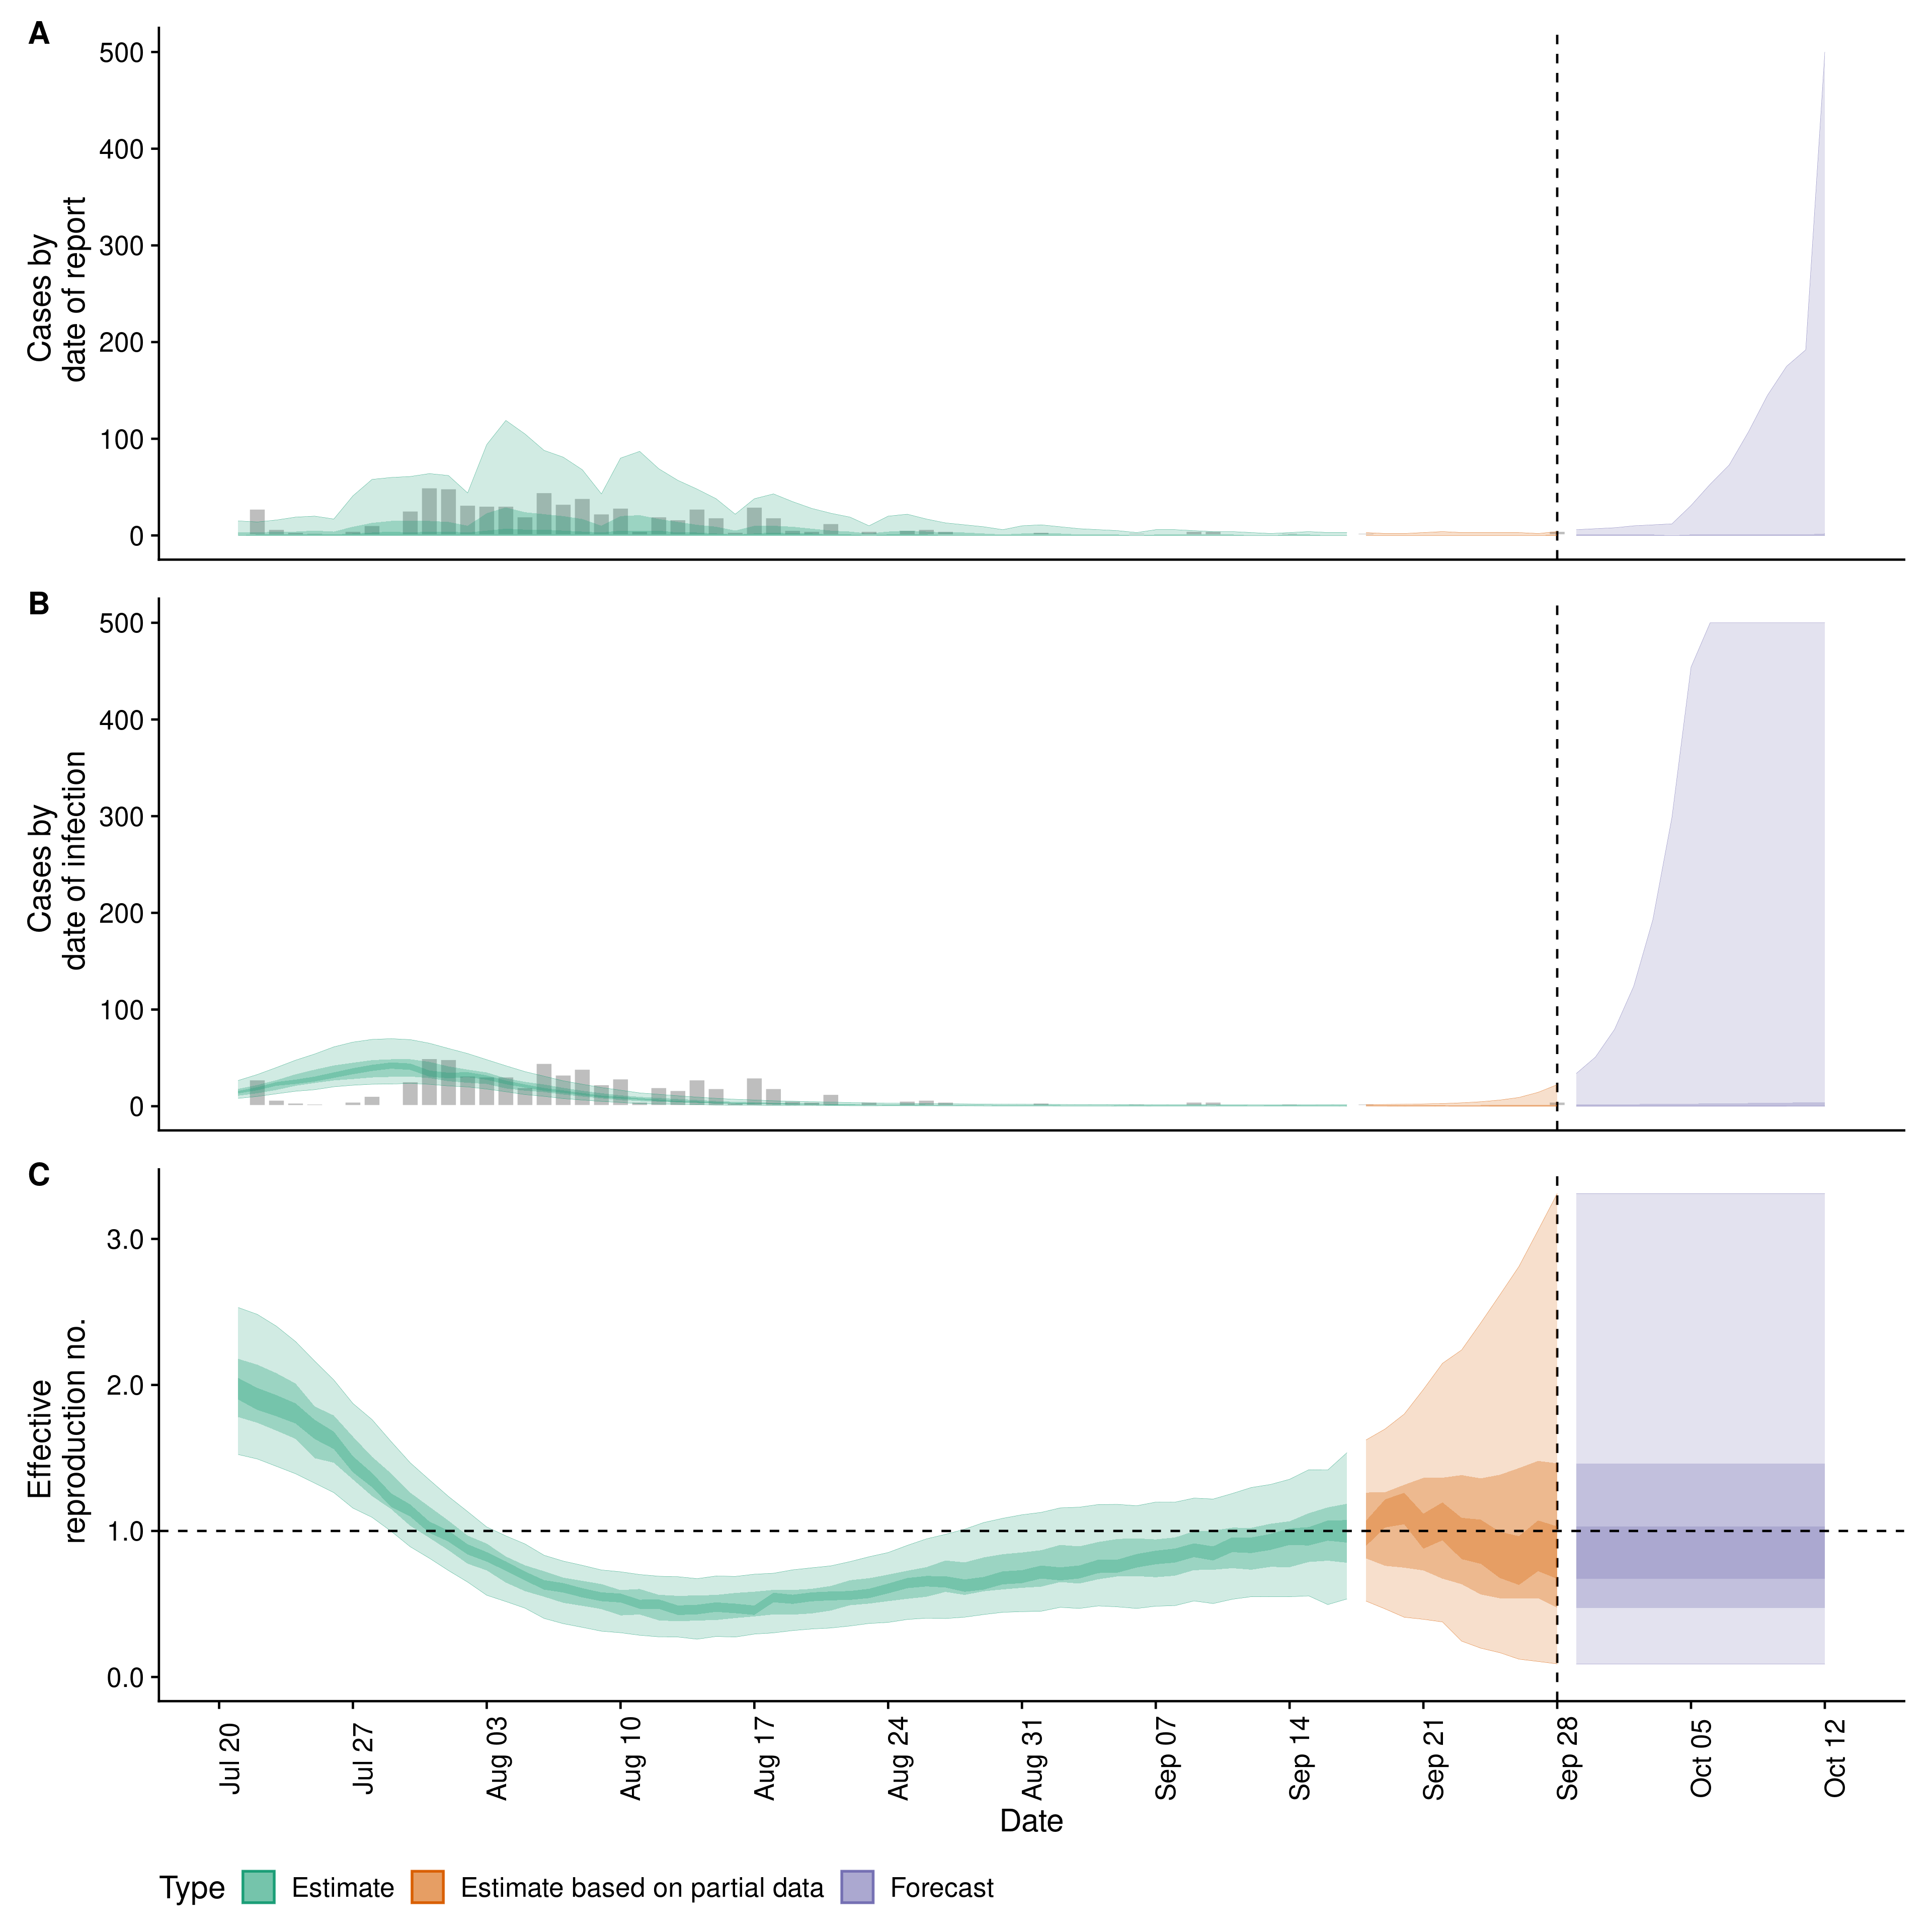 A
500
400
300
200
100
0
Cases by
date of report
B
500
400
300
200
100
0
Cases by
date of infection
C
3.0
2.0
1.0
0.0
Effective
reproduction no.
Jul 20
Jul 27
Aug 03
Aug 10
Aug 17
Aug 24
Aug 31
Sep 07
Sep 14
Sep 21
Sep 28
Oct 05
Oct 12
Date
Type Estimate Estimate based on partial data Forecast